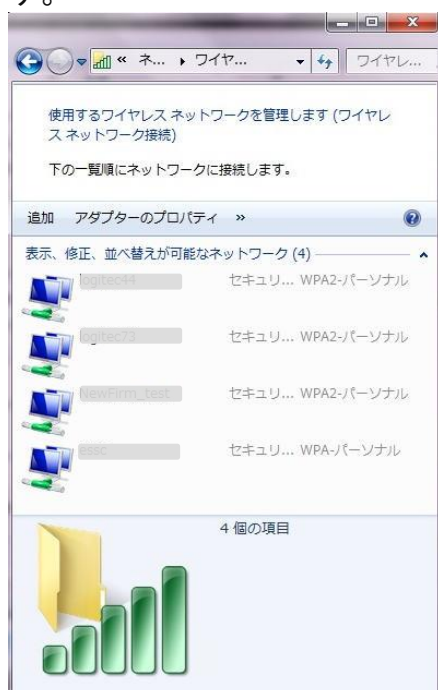 す。
« ネ... ▸ ワイヤ...
ワイヤレ...
使用するワイヤレス ネットワークを管理します (ワイヤレ
ス ネットワーク接続)
下の一覧順にネットワークに接続します。
追加 アダプターのプロパティ »
表示、修正、並べ替えが可能なネットワーク (4)
logitec44 セキュリ... WPA2-パーソナル
logitec73 セキュリ... WPA2-パーソナル
NewFirm_test セキュリ... WPA2-パーソナル
essc セキュリ... WPA-パーソナル
4 個の項目